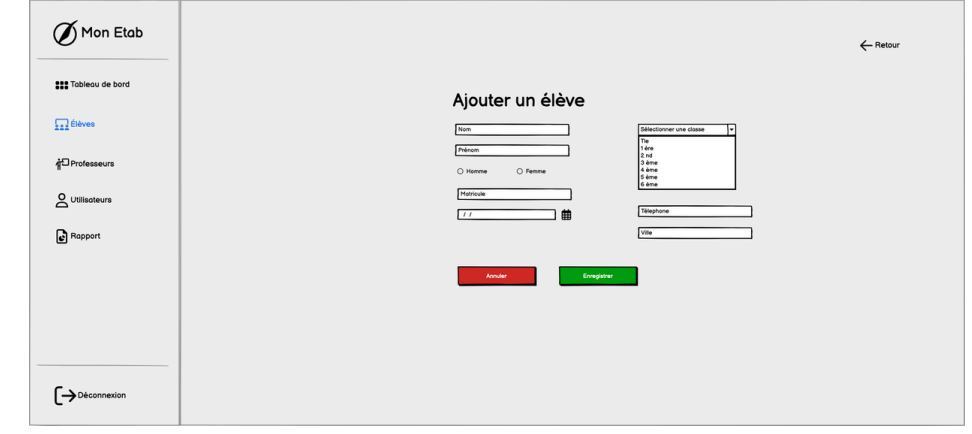 Mon Etab
Tableau de bord
Élèves
Professeurs
Utilisateurs
Rapport
Déconnexion
Retour
Ajouter un élève
Nom
Prénom
Homme
Femme
Matricule
/ /
Sélectionner une classe
Tle
1 ère
2 nd
3 ème
4 ème
5 ème
6 ème
Télephone
Ville
Annuler
Enregistrer